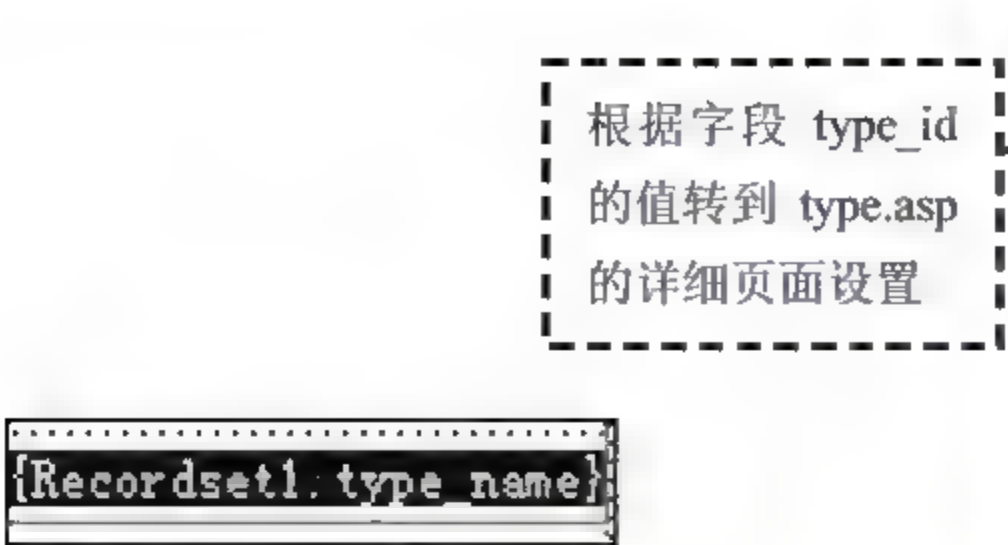 根据字段 type_id
的值转到 type.asp
的详细页面设置
{Recordset1.type_name}